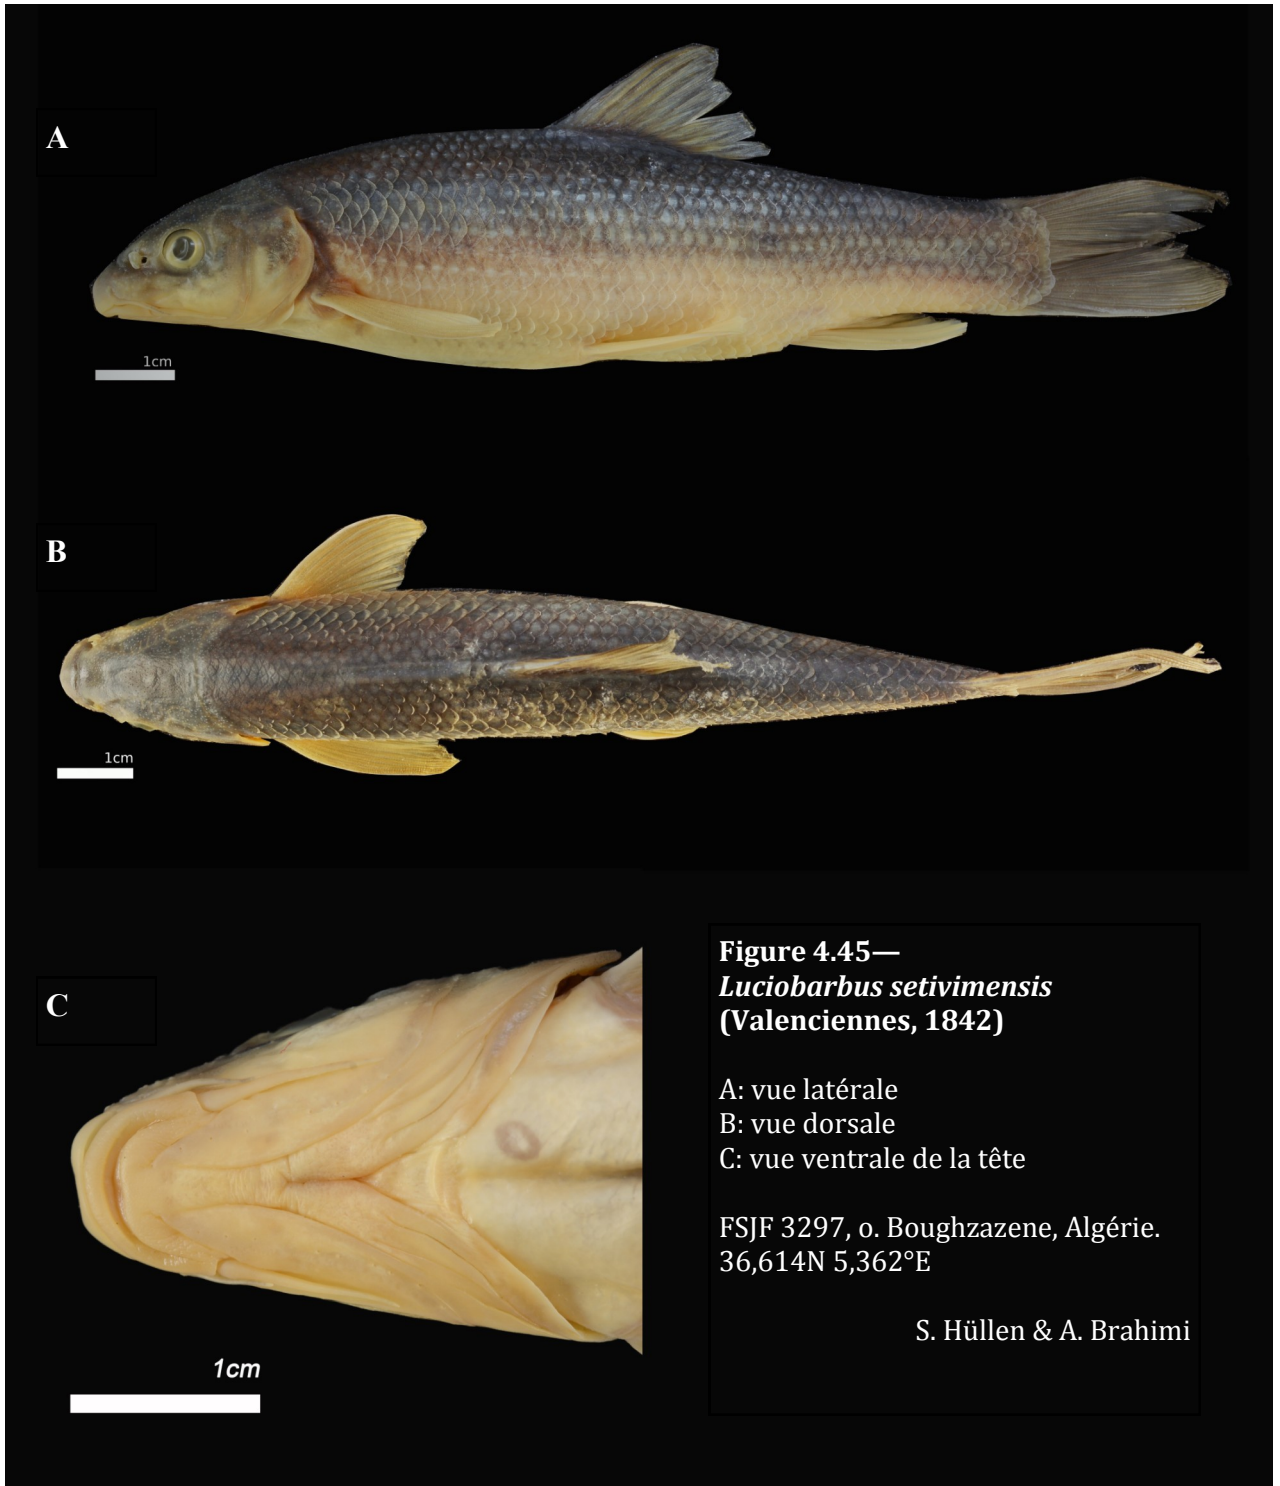 A
1cm
B
1cm
C
1cm
Figure 4.45—
Luciobarbus setivimensis
(Valenciennes, 1842)
A: vue latérale
B: vue dorsale
C: vue ventrale de la tête
FSJF 3297, o. Boughzazene, Algérie.
36,614N 5,362°E
S. Hüllen & A. Brahimi